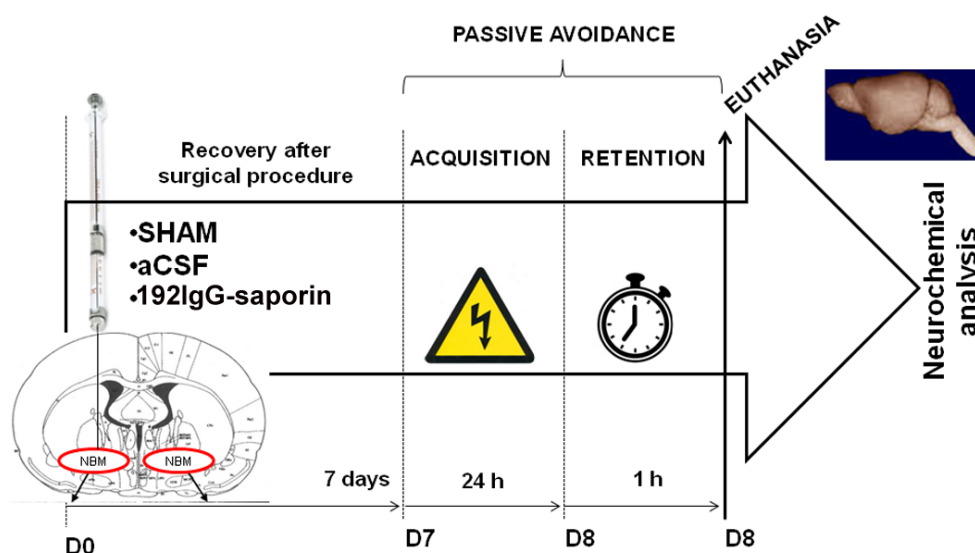 PASSIVE AVOIDANCE
EUTHANASIA
Recovery after
surgical procedure
ACQUISITION
RETENTION
•SHAM
•aCSF
•192IgG-saporin
Neurochemical
analysis
NBM
NBM
7 days
24 h
1 h
D0
D7
D8
D8